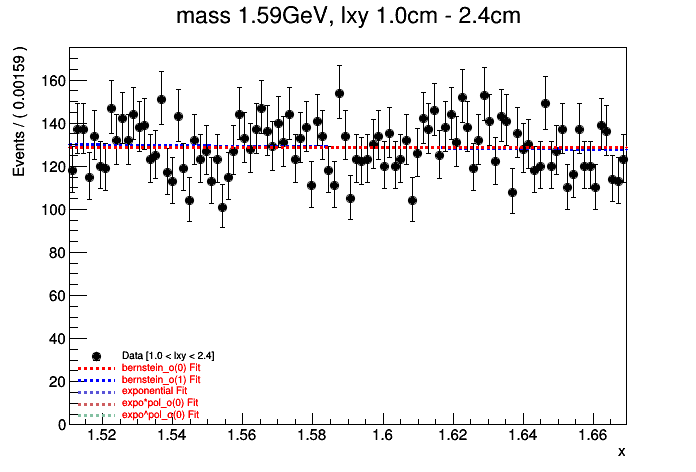 mass 1.59GeV, lxy 1.0cm - 2.4cm
Events / ( 0.00159 )
160
140
120
100
80
60
40
20
0
Data [1.0 < lxy < 2.4]
bernstein_o(0) Fit
bernstein_o(1) Fit
exponential Fit
expo*pol_o(0) Fit
expo^pol_o(0) Fit
1.52 1.54 1.56 1.58 1.6 1.62 1.64 1.66
x